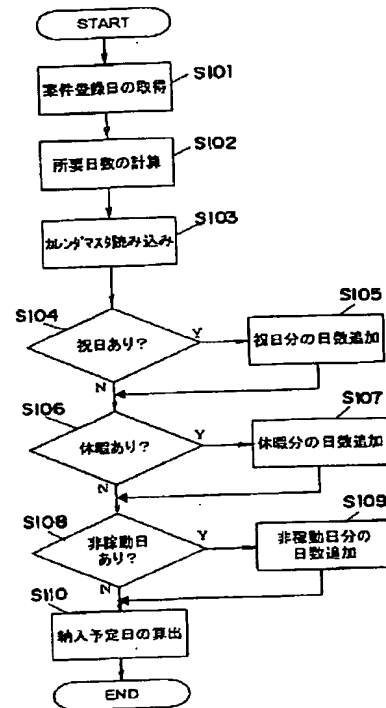 START
S101
案件登録日の取得
S102
所要日数の計算
S103
カレンダマスタ読み込み
S104
祝日あり?
Y
S105
祝日分の日数追加
N
S106
休暇あり?
Y
S107
休暇分の日数追加
N
S108
非稼動日
あり?
Y
S109
非稼動日分の
日数追加
N
S110
納入予定日の算出
END